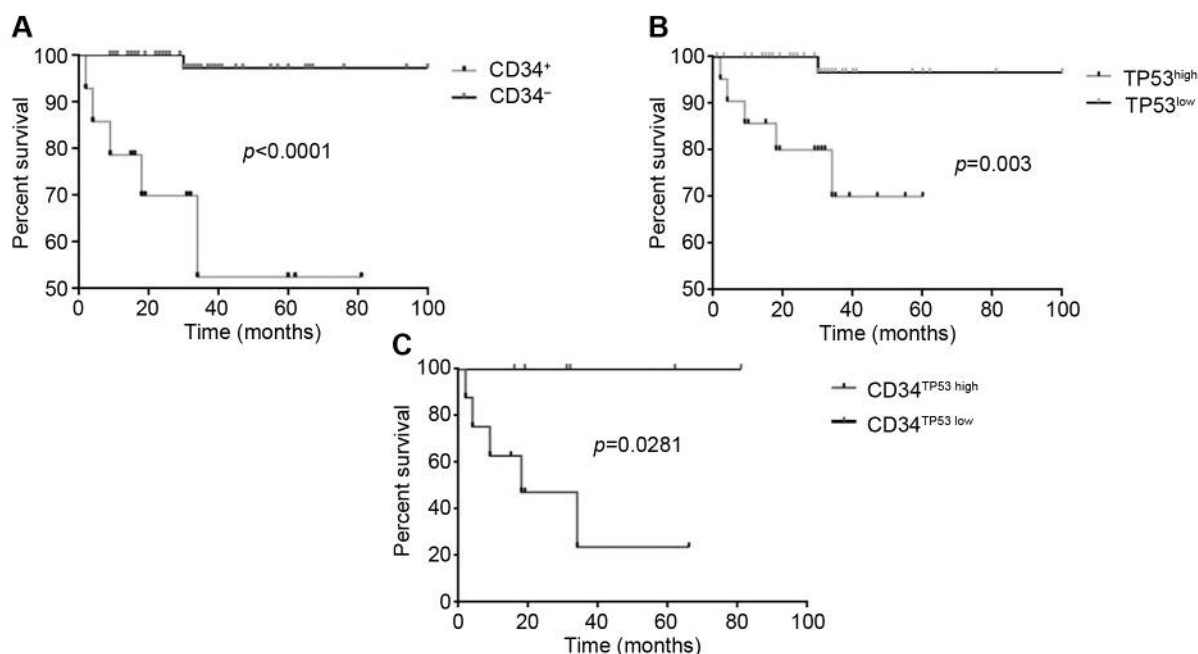 A
Percent survival
100
90
80
70
60
50
0
20
40
60
80
100
Time (months)
p<0.0001
CD34⁺
CD34⁻
B
Percent survival
100
90
80
70
60
50
0
20
40
60
80
100
Time (months)
p=0.003
TP53ʰⁱᵍʰ
TP53ˡᵒʷ
C
Percent survival
100
80
60
40
20
0
0
20
40
60
80
100
Time (months)
p=0.0281
CD34ᵀᴾ⁵³ ʰⁱᵍʰ
CD34ᵀᴾ⁵³ ˡᵒʷ